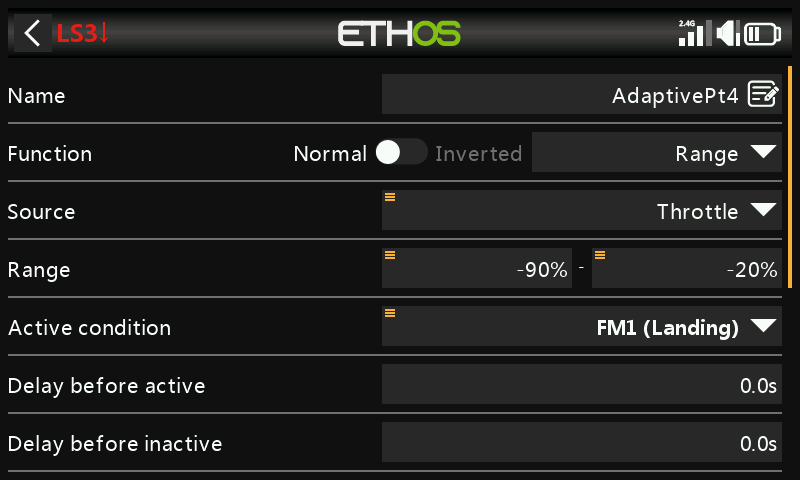 LS3↓ ETHOS 2.4G
Name AdaptivePt4
Function Normal Inverted Range
Source Throttle
Range -90% - -20%
Active condition FM1 (Landing)
Delay before active 0.0s
Delay before inactive 0.0s